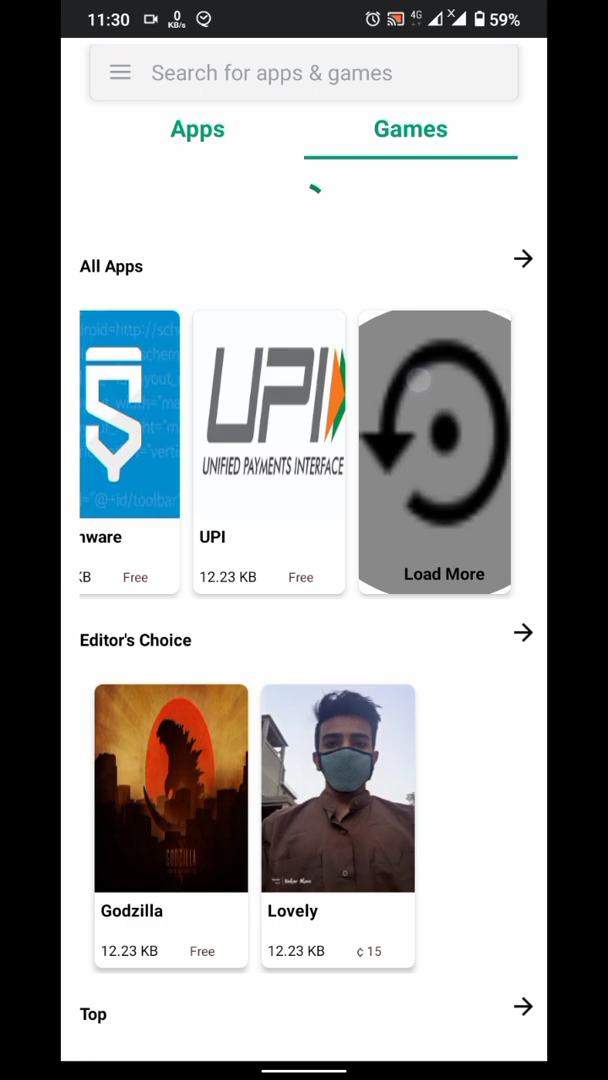 11:30 0 KB/s 4G 59%
Search for apps & games
Apps Games
All Apps
UPI
UNIFIED PAYMENTS INTERFACE
ware UPI
KB Free 12.23 KB Free Load More
Editor's Choice
GODZILLA
Godzilla Lovely
12.23 KB Free 12.23 KB ¢ 15
Top